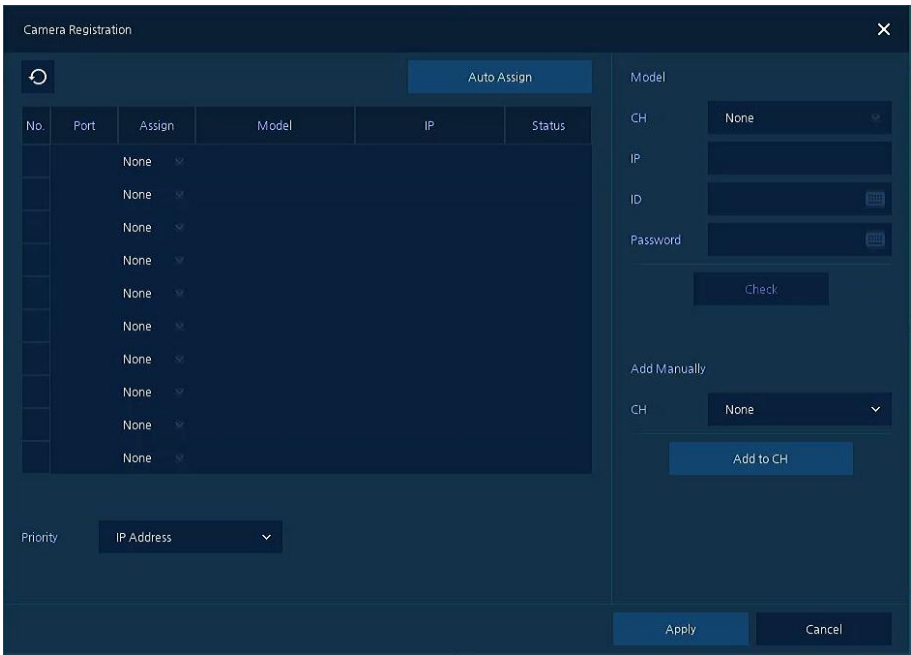 Camera Registration
Auto Assign
No. Port Assign Model IP Status
None
None
None
None
None
None
None
None
None
None
Priority IP Address
Model
CH None
IP
ID
Password
Check
Add Manually
CH None
Add to CH
Apply Cancel